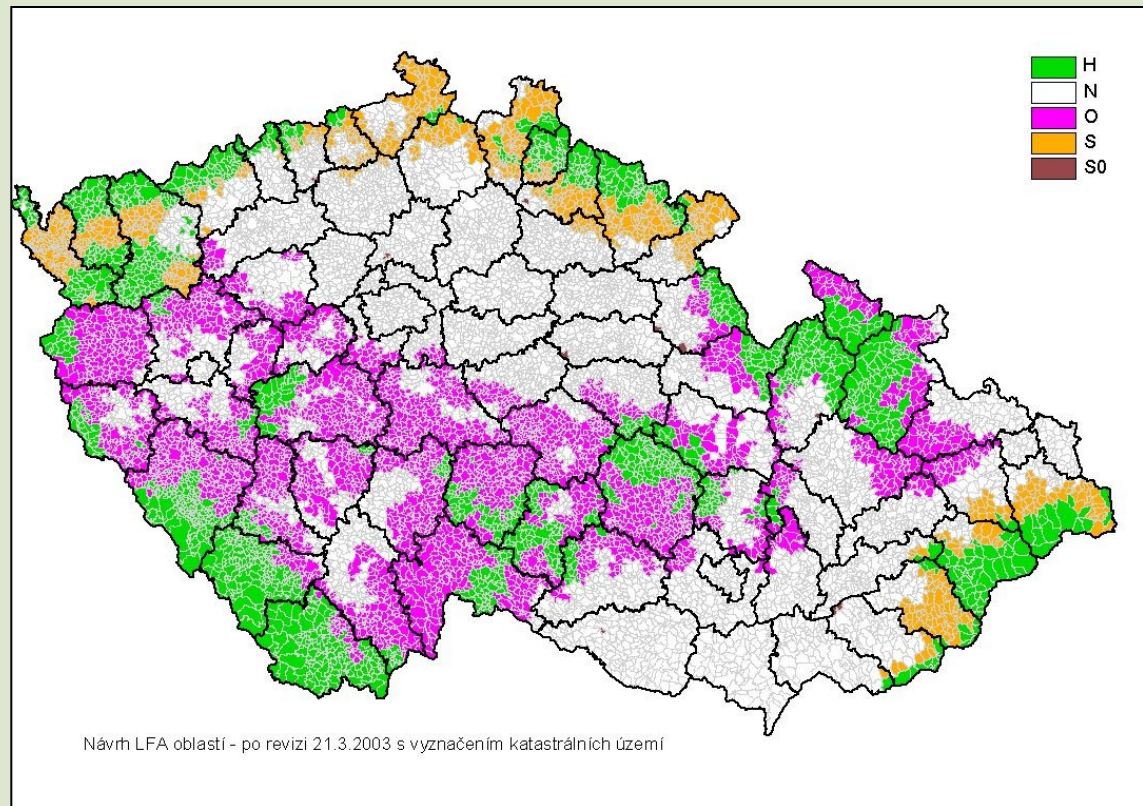 H
N
O
S
S0
Návrh LFA oblastí - po revizi 21.3.2003 s vyznačením katastrálních území